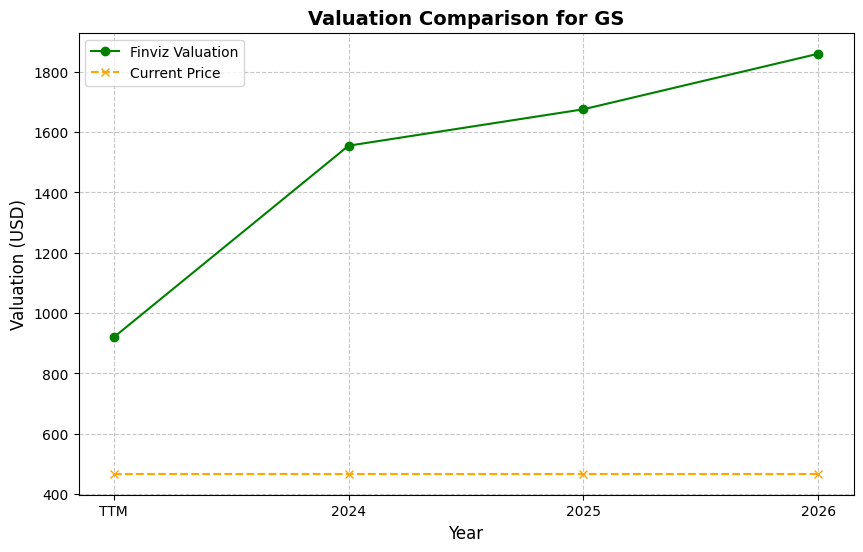 Valuation Comparison for GS
Finviz Valuation
Current Price
Valuation (USD)
1800
1600
1400
1200
1000
800
600
400
TTM
2024
2025
2026
Year